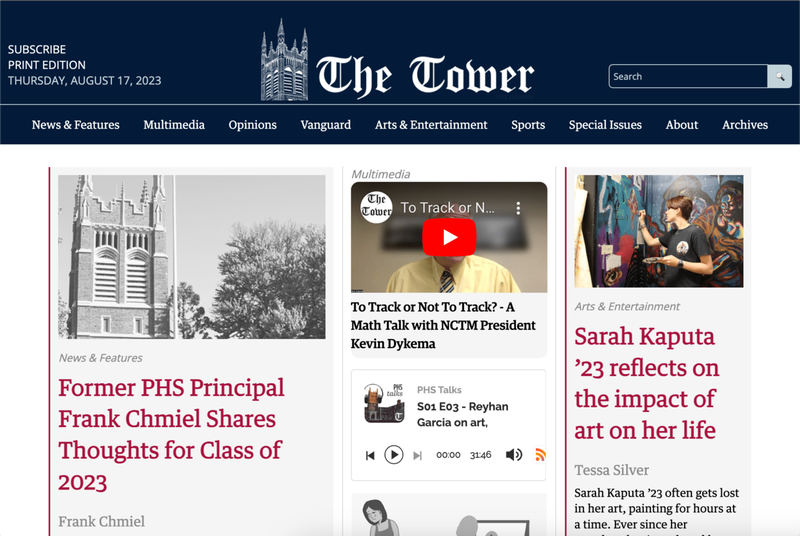 SUBSCRIBE
PRINT EDITION
THURSDAY, AUGUST 17, 2023
The Tower
Search
News & Features
Multimedia
Opinions
Vanguard
Arts & Entertainment
Sports
Special Issues
About
Archives
News & Features
Former PHS Principal
Frank Chmiel Shares
Thoughts for Class of
2023
Frank Chmiel
Multimedia
The
Tower
To Track or N...
To Track or Not To Track? - A
Math Talk with NCTM President
Kevin Dykema
PHS
talks
PHS Talks
S01 E03 - Reyhan
Garcia on art,
00:00
31:46
Arts & Entertainment
Sarah Kaputa
’23 reflects on
the impact of
art on her life
Tessa Silver
Sarah Kaputa ’23 often gets lost
in her art, painting for hours at
a time. Ever since her